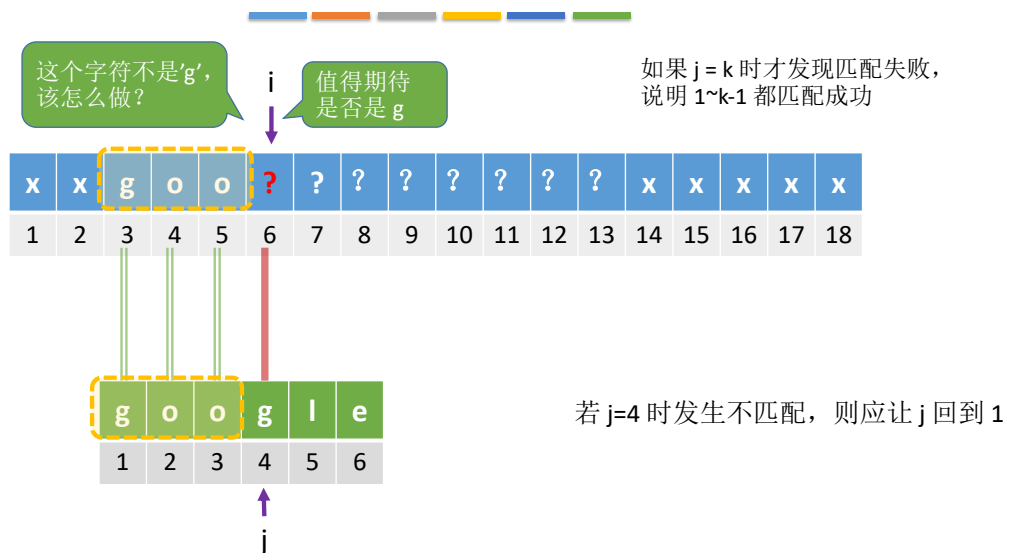 这个字符不是'g'，
该怎么做？
i
值得期待
是否是 g
如果 j = k 时才发现匹配失败，
说明 1~k-1 都匹配成功
x x g o o ? ? ? ? ? ? ? ? x x x x x
1 2 3 4 5 6 7 8 9 10 11 12 13 14 15 16 17 18
g o o g l e
1 2 3 4 5 6
若 j=4 时发生不匹配，则应让 j 回到 1
j